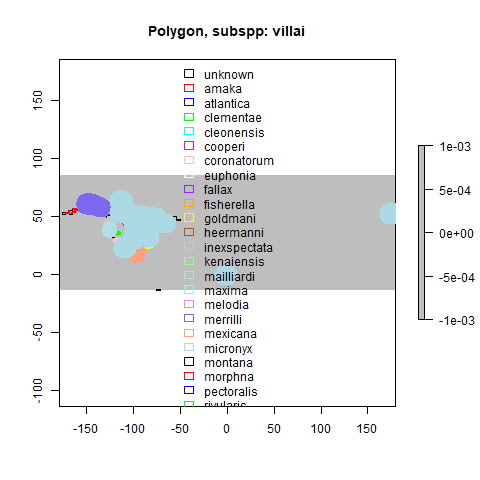 Polygon, subspp: villai
unknown
amaka
atlantica
clementae
cleonensis
cooperi
coronatorum
euphonia
fallax
fisherella
goldmani
heermanni
inexspectata
kenaiensis
mailliardi
maxima
melodia
merrilli
mexicana
micronyx
montana
morphna
pectoralis
rivularis
150
100
50
0
-50
-100
-150
-100
-50
0
50
100
150
1e-03
5e-04
0e+00
-5e-04
-1e-03